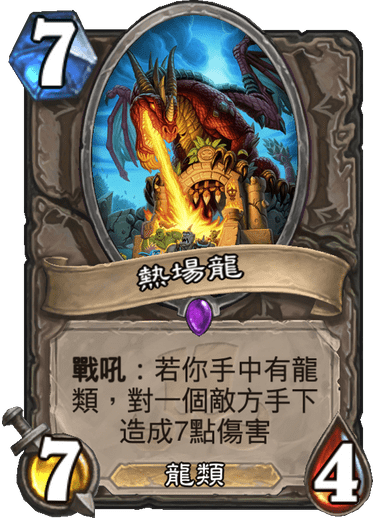 7
熱場龍
戰吼：若你手中有龍
類，對一個敵方手下
造成7點傷害
7
龍類
4